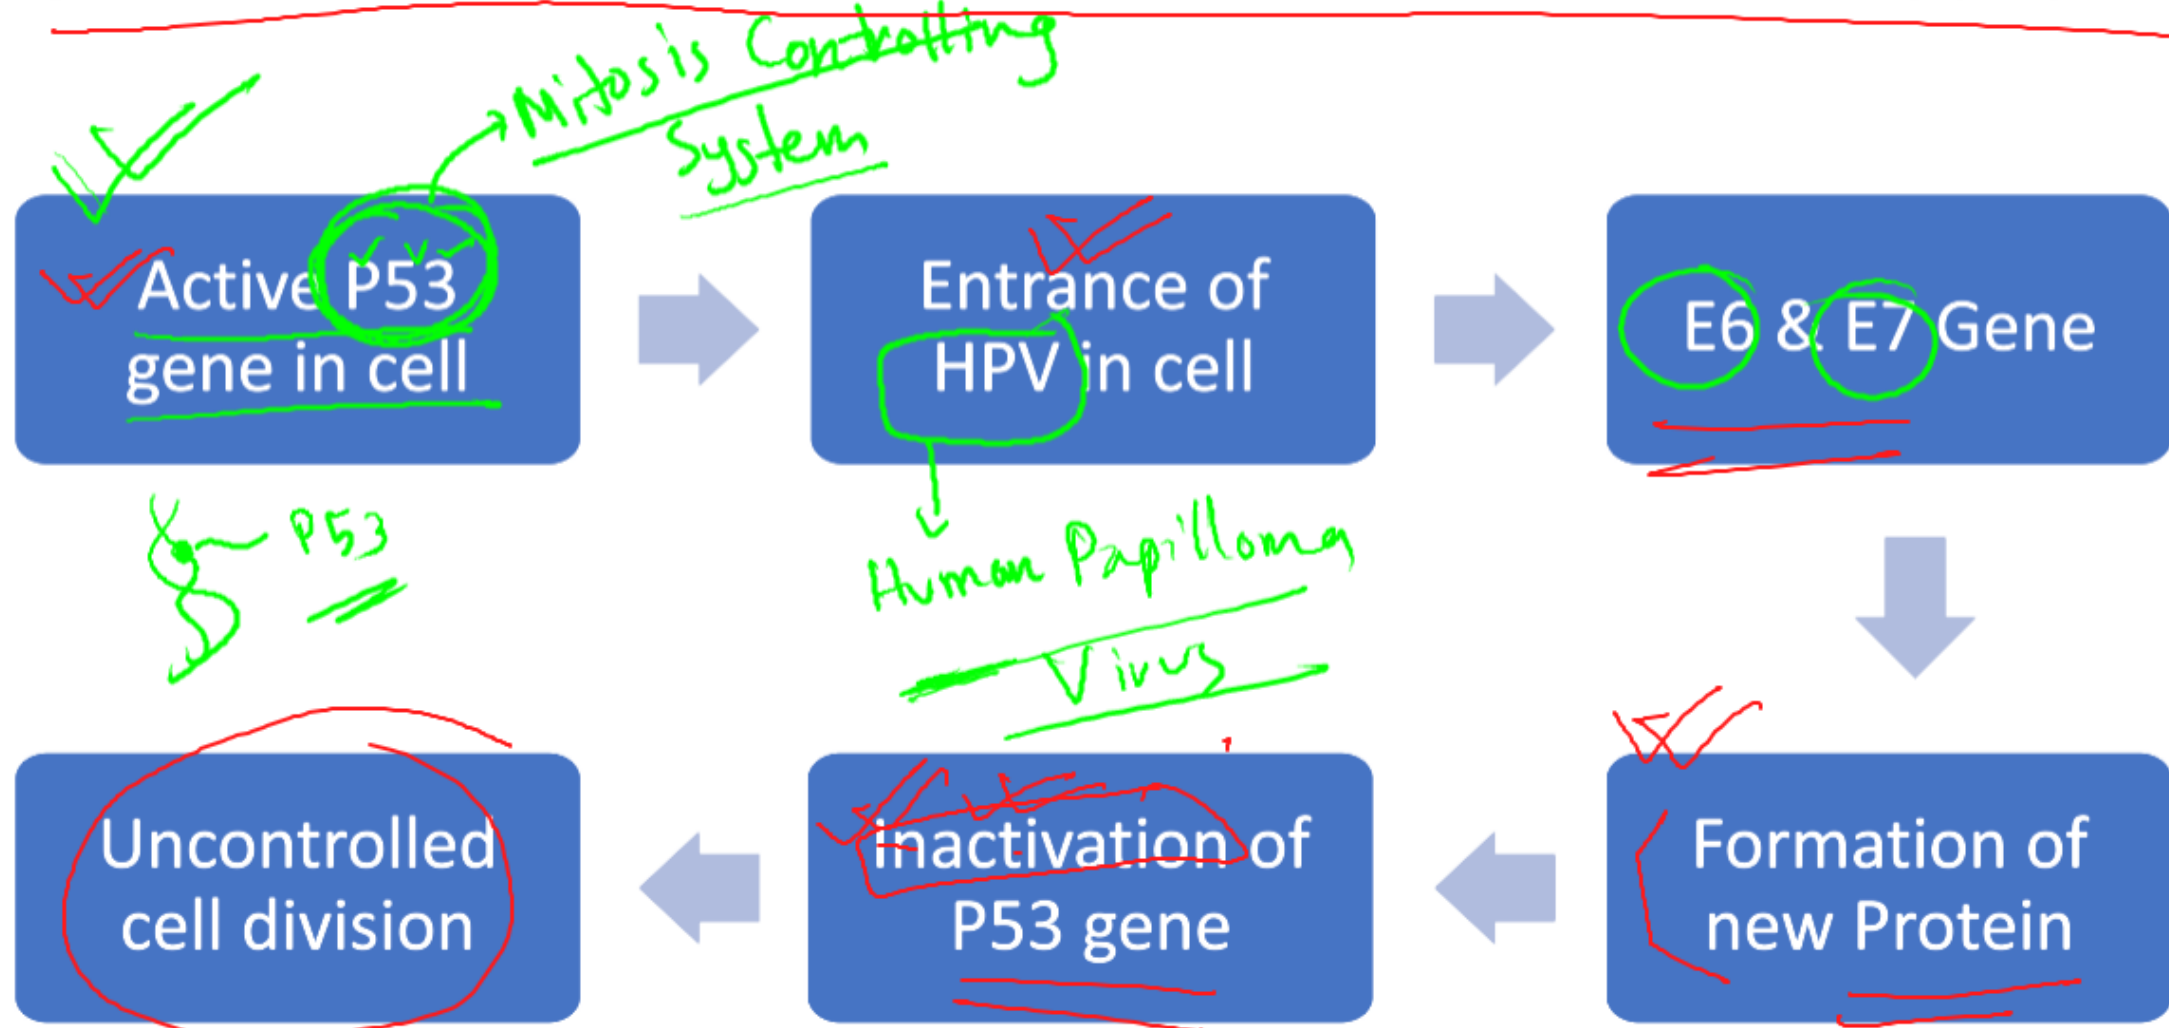 Mitosis Controlling
System
Active P53
gene in cell
Entrance of
HPV in cell
E6 & E7 Gene
P53
Human Papilloma
Virus
Formation of
new Protein
Inactivation of
P53 gene
Uncontrolled
cell division